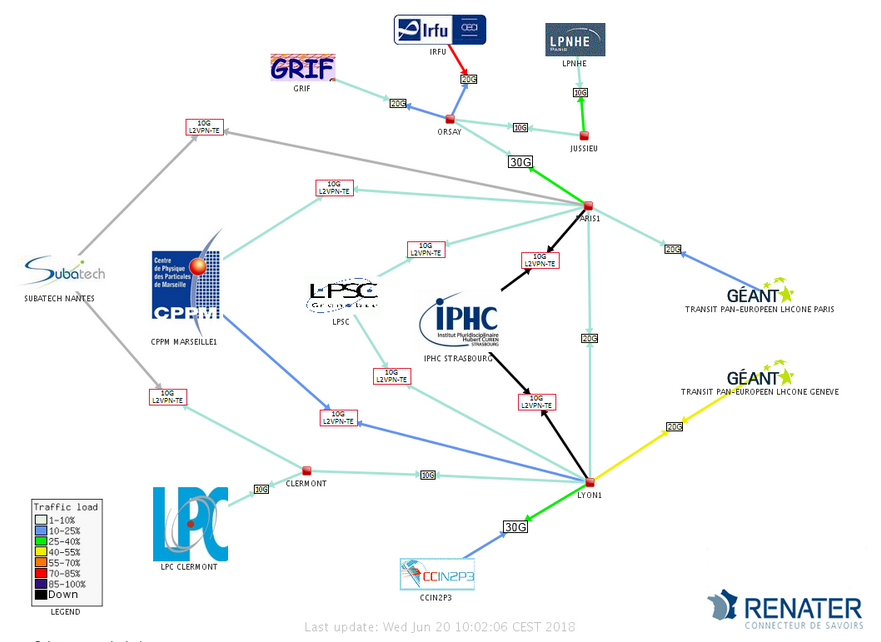 Irfu
cea
IRFU
LPNHE
PARIS
LPNHE
GRIF
GRIF
20G
20G
10G
ORSAY
10G
JUSSIEU
10G
L2VPN-TE
30G
10G
L2VPN-TE
PARIS1
10G
L2VPN-TE
10G
L2VPN-TE
20G
Subatech
SUBATECH NANTES
Centre
de Physique
des Particules
de Marseille
CPPM
CPPM MARSEILLE1
LPSC
Grenoble
LPSC
IPHC
Institut Pluridisciplinaire
Hubert CURIEN
STRASBOURG
IPHC STRASBOURG
GÉANT
TRANSIT PAN-EUROPEEN LHCONE PARIS
20G
GÉANT
TRANSIT PAN-EUROPEEN LHCONE GENEVE
10G
L2VPN-TE
10G
L2VPN-TE
10G
L2VPN-TE
10G
L2VPN-TE
20G
CLERMONT
10G
10G
LYON1
LPC
LPC CLERMONT
30G
CCIN2P3
CCIN2P3
Traffic load
1-10%
10-25%
25-40%
40-55%
55-70%
70-85%
85-100%
Down
LEGEND
RENATER
CONNECTEUR DE SAVOIRS
Last update: Wed Jun 20 10:02:06 CEST 2018